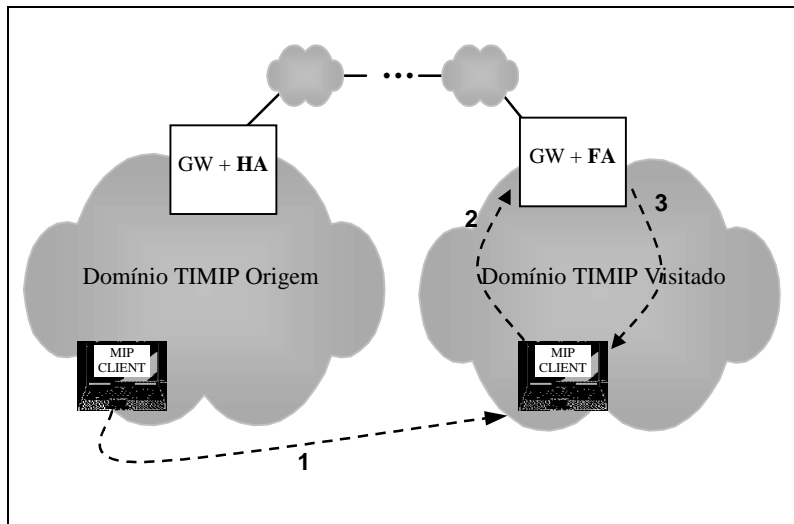 GW + HA
GW + FA
2
3
Domínio TIMIP Origem
Domínio TIMIP Visitado
MIP
CLIENT
MIP
CLIENT
1